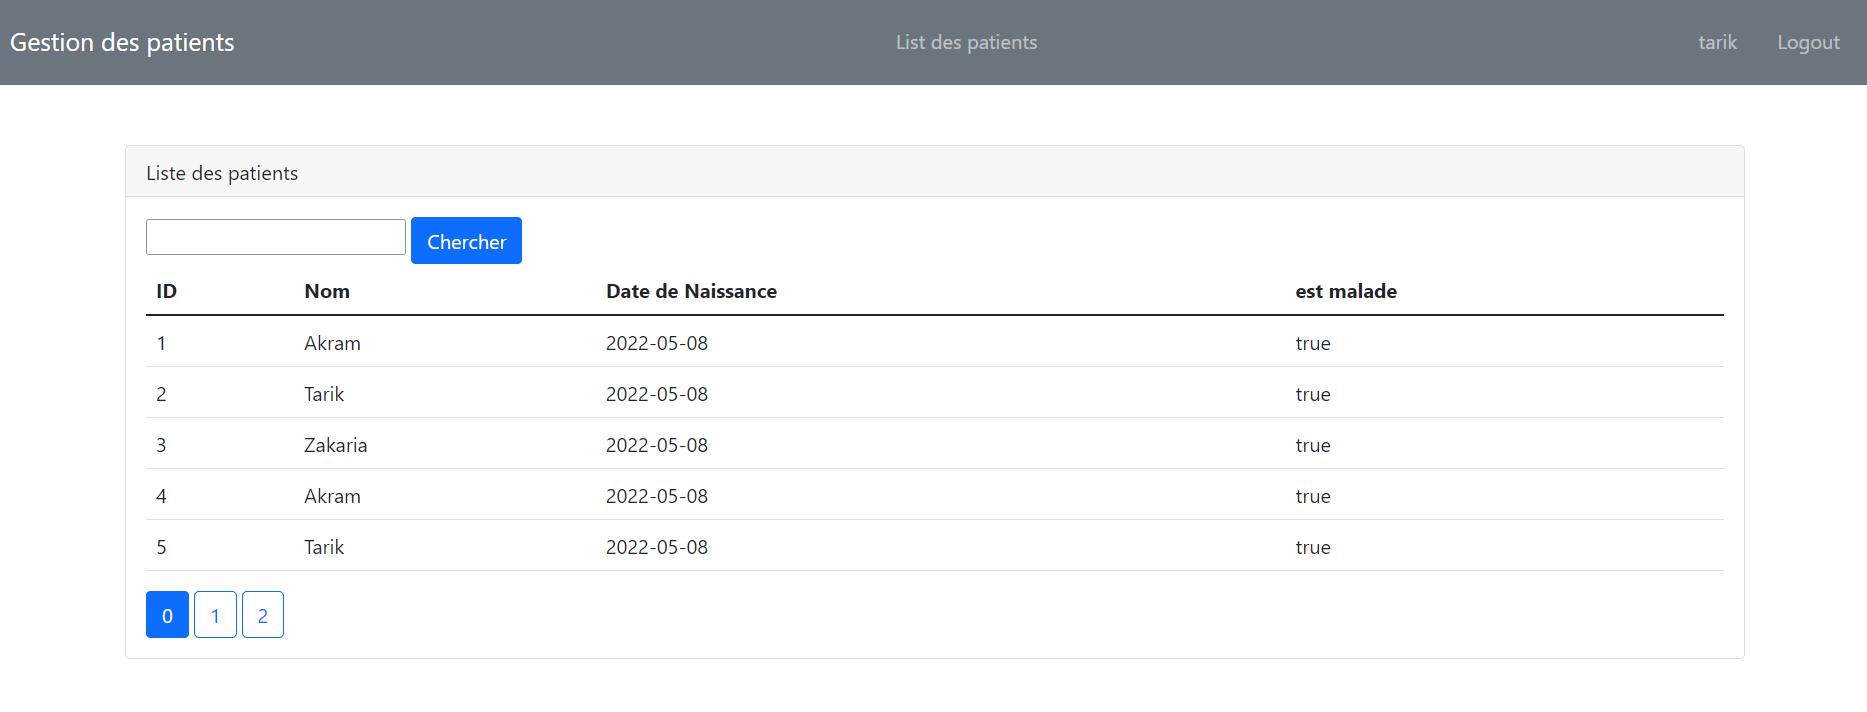 Gestion des patients List des patients tarik Logout
Liste des patients
Chercher
ID Nom Date de Naissance est malade
1 Akram 2022-05-08 true
2 Tarik 2022-05-08 true
3 Zakaria 2022-05-08 true
4 Akram 2022-05-08 true
5 Tarik 2022-05-08 true
0 1 2